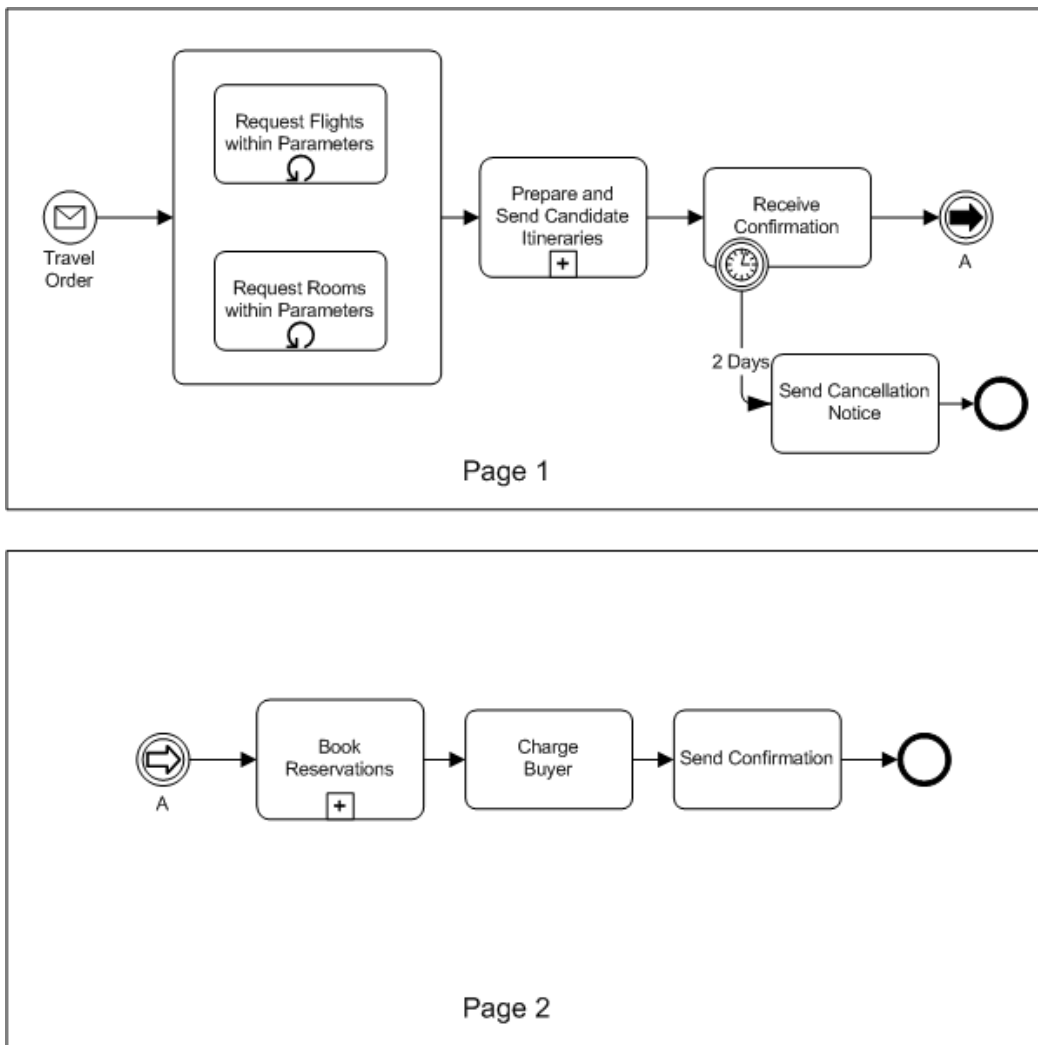 Request Flights
within Parameters
Request Rooms
within Parameters
Travel
Order
Prepare and
Send Candidate
Itineraries
+
Receive
Confirmation
A
2 Days
Send Cancellation
Notice
Page 1
A
Book
Reservations
+
Charge
Buyer
Send Confirmation
Page 2